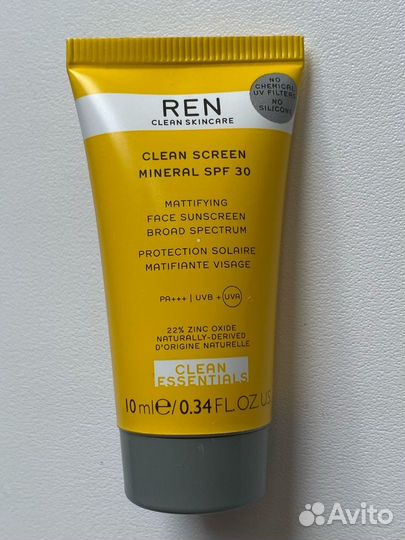 NO
CHEMICAL
UV FILTERS
NO
SILICONE
REN
CLEAN SKINCARE
CLEAN SCREEN
MINERAL SPF 30
MATTIFYING
FACE SUNSCREEN
BROAD SPECTRUM
PROTECTION SOLAIRE
MATIFIANTE VISAGE
PA+++ | UVB + UVA
22% ZINC OXIDE
NATURALLY-DERIVED
D'ORIGINE NATURELLE
CLEAN
ESSENTIALS
10 ml e/0.34 FL.OZ.US.
Avito